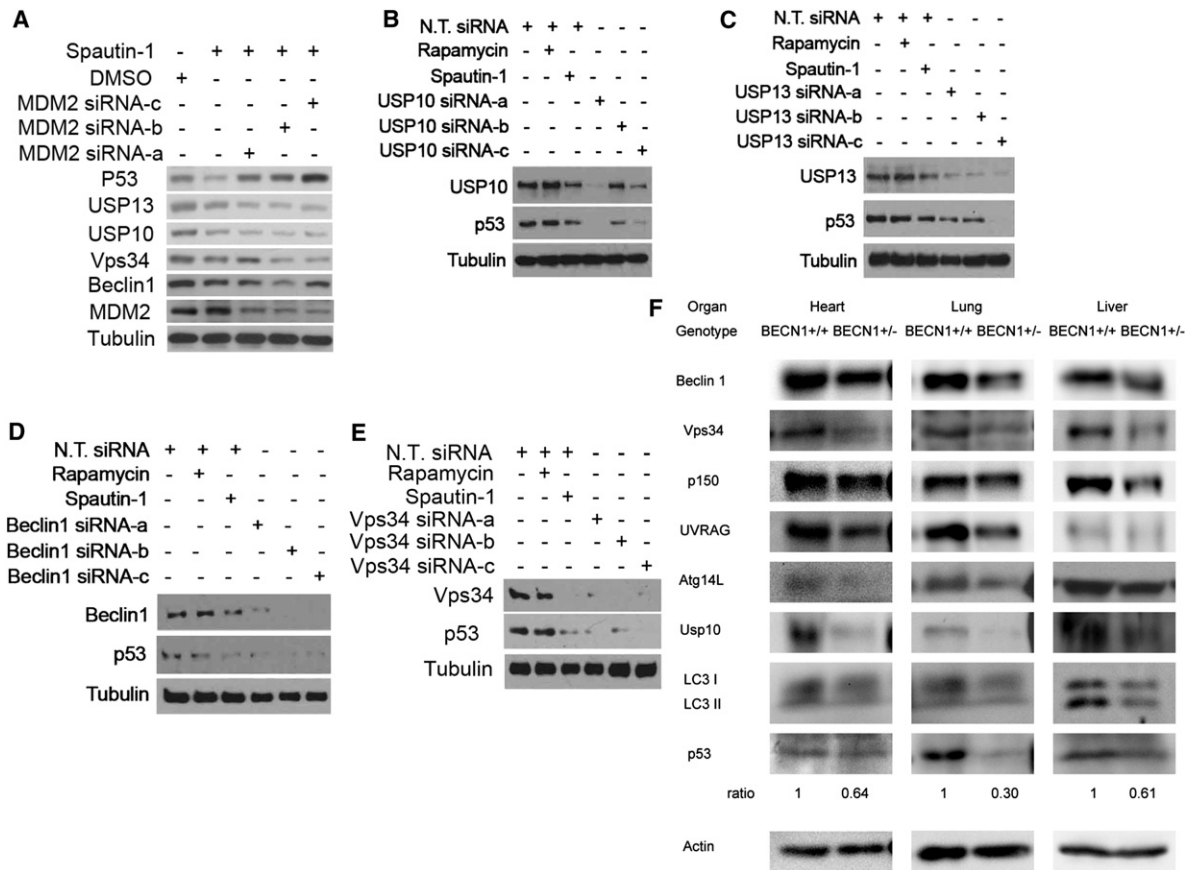 A
Spautin-1 - + + + +
DMSO + - - - -
MDM2 siRNA-c - - - - +
MDM2 siRNA-b - - - + -
MDM2 siRNA-a - - + - -
P53
USP13
USP10
Vps34
Beclin1
MDM2
Tubulin
B
N.T. siRNA + + + - - -
Rapamycin - + - - - -
Spautin-1 - - + - - -
USP10 siRNA-a - - - + - -
USP10 siRNA-b - - - - + -
USP10 siRNA-c - - - - - +
USP10
p53
Tubulin
C
N.T. siRNA + + + - - -
Rapamycin - + - - - -
Spautin-1 - - + - - -
USP13 siRNA-a - - - + - -
USP13 siRNA-b - - - - + -
USP13 siRNA-c - - - - - +
USP13
p53
Tubulin
D
N.T. siRNA + + + - - -
Rapamycin - + - - - -
Spautin-1 - - + - - -
Beclin1 siRNA-a - - - + - -
Beclin1 siRNA-b - - - - + -
Beclin1 siRNA-c - - - - - +
Beclin1
p53
Tubulin
E
N.T. siRNA + + + - - -
Rapamycin - + - - - -
Spautin-1 - - + - - -
Vps34 siRNA-a - - - + - -
Vps34 siRNA-b - - - - + -
Vps34 siRNA-c - - - - - +
Vps34
p53
Tubulin
F
Organ Heart Lung Liver
Genotype BECN1+/+ BECN1+/- BECN1+/+ BECN1+/- BECN1+/+ BECN1+/-
Beclin 1
Vps34
p150
UVRAG
Atg14L
Usp10
LC3 I
LC3 II
p53
ratio 1 0.64 1 0.30 1 0.61
Actin